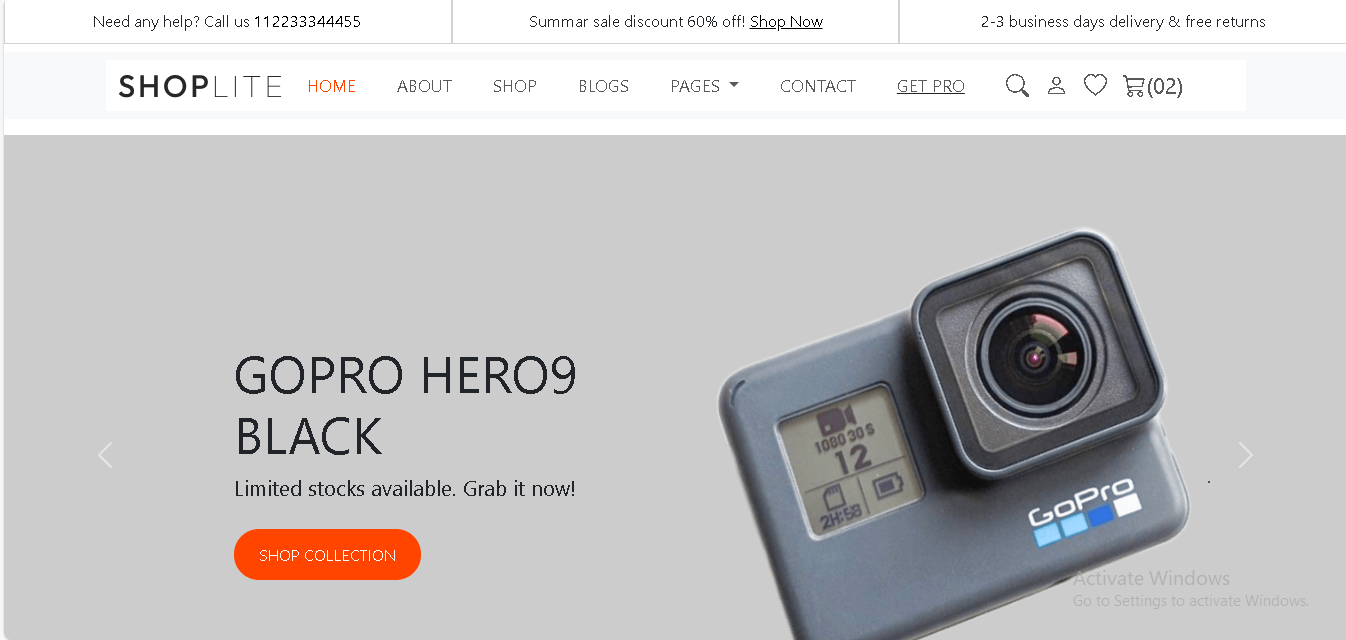 Need any help? Call us 112233344455
Summar sale discount 60% off! Shop Now
2-3 business days delivery & free returns
SHOPLITE HOME ABOUT SHOP BLOGS PAGES CONTACT GET PRO (02)
GOPRO HERO9
BLACK
Limited stocks available. Grab it now!
SHOP COLLECTION
1080 30 S
12
2H:58
GoPro
Activate Windows
Go to Settings to activate Windows.